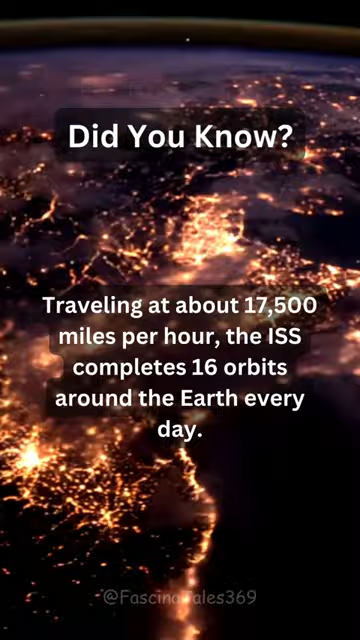 Did You Know?
Traveling at about 17,500
miles per hour, the ISS
completes 16 orbits
around the Earth every
day.
@FascinaTales369